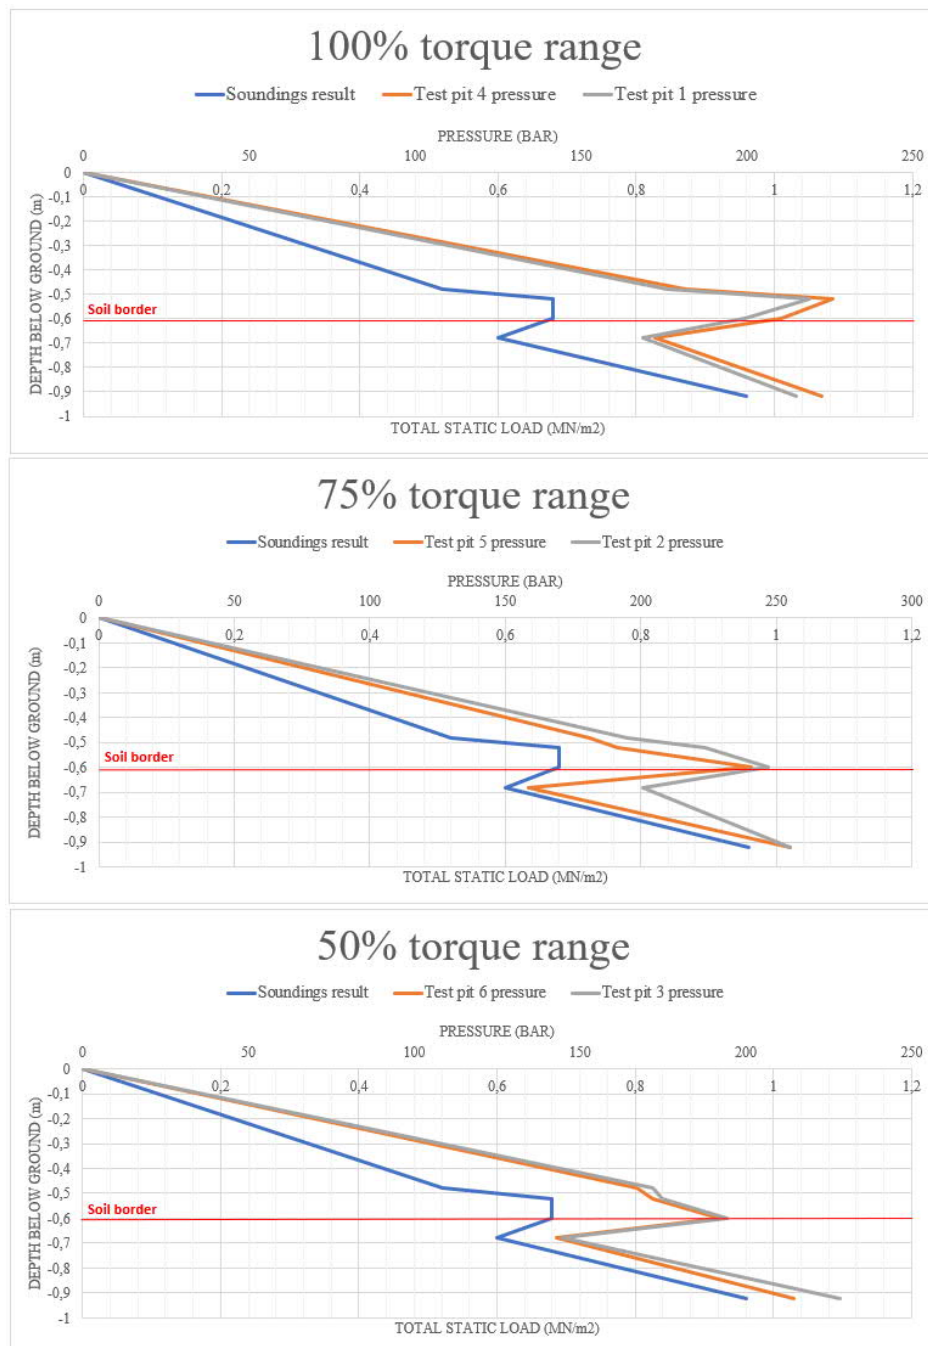 100% torque range
Soundings result Test pit 4 pressure Test pit 1 pressure
PRESSURE (BAR)
0 50 100 150 200 250
0 0,2 0,4 0,6 0,8 1 1,2
0
-0,1
-0,2
-0,3
-0,4
-0,5
-0,6
-0,7
-0,8
-0,9
-1
DEPTH BELOW GROUND (m)
Soil border
TOTAL STATIC LOAD (MN/m2)
75% torque range
Soundings result Test pit 5 pressure Test pit 2 pressure
PRESSURE (BAR)
0 50 100 150 200 250 300
0 0,2 0,4 0,6 0,8 1 1,2
0
-0,1
-0,2
-0,3
-0,4
-0,5
-0,6
-0,7
-0,8
-0,9
-1
DEPTH BELOW GROUND (m)
Soil border
TOTAL STATIC LOAD (MN/m2)
50% torque range
Soundings result Test pit 6 pressure Test pit 3 pressure
PRESSURE (BAR)
0 50 100 150 200 250
0 0,2 0,4 0,6 0,8 1 1,2
0
-0,1
-0,2
-0,3
-0,4
-0,5
-0,6
-0,7
-0,8
-0,9
-1
DEPTH BELOW GROUND (m)
Soil border
TOTAL STATIC LOAD (MN/m2)